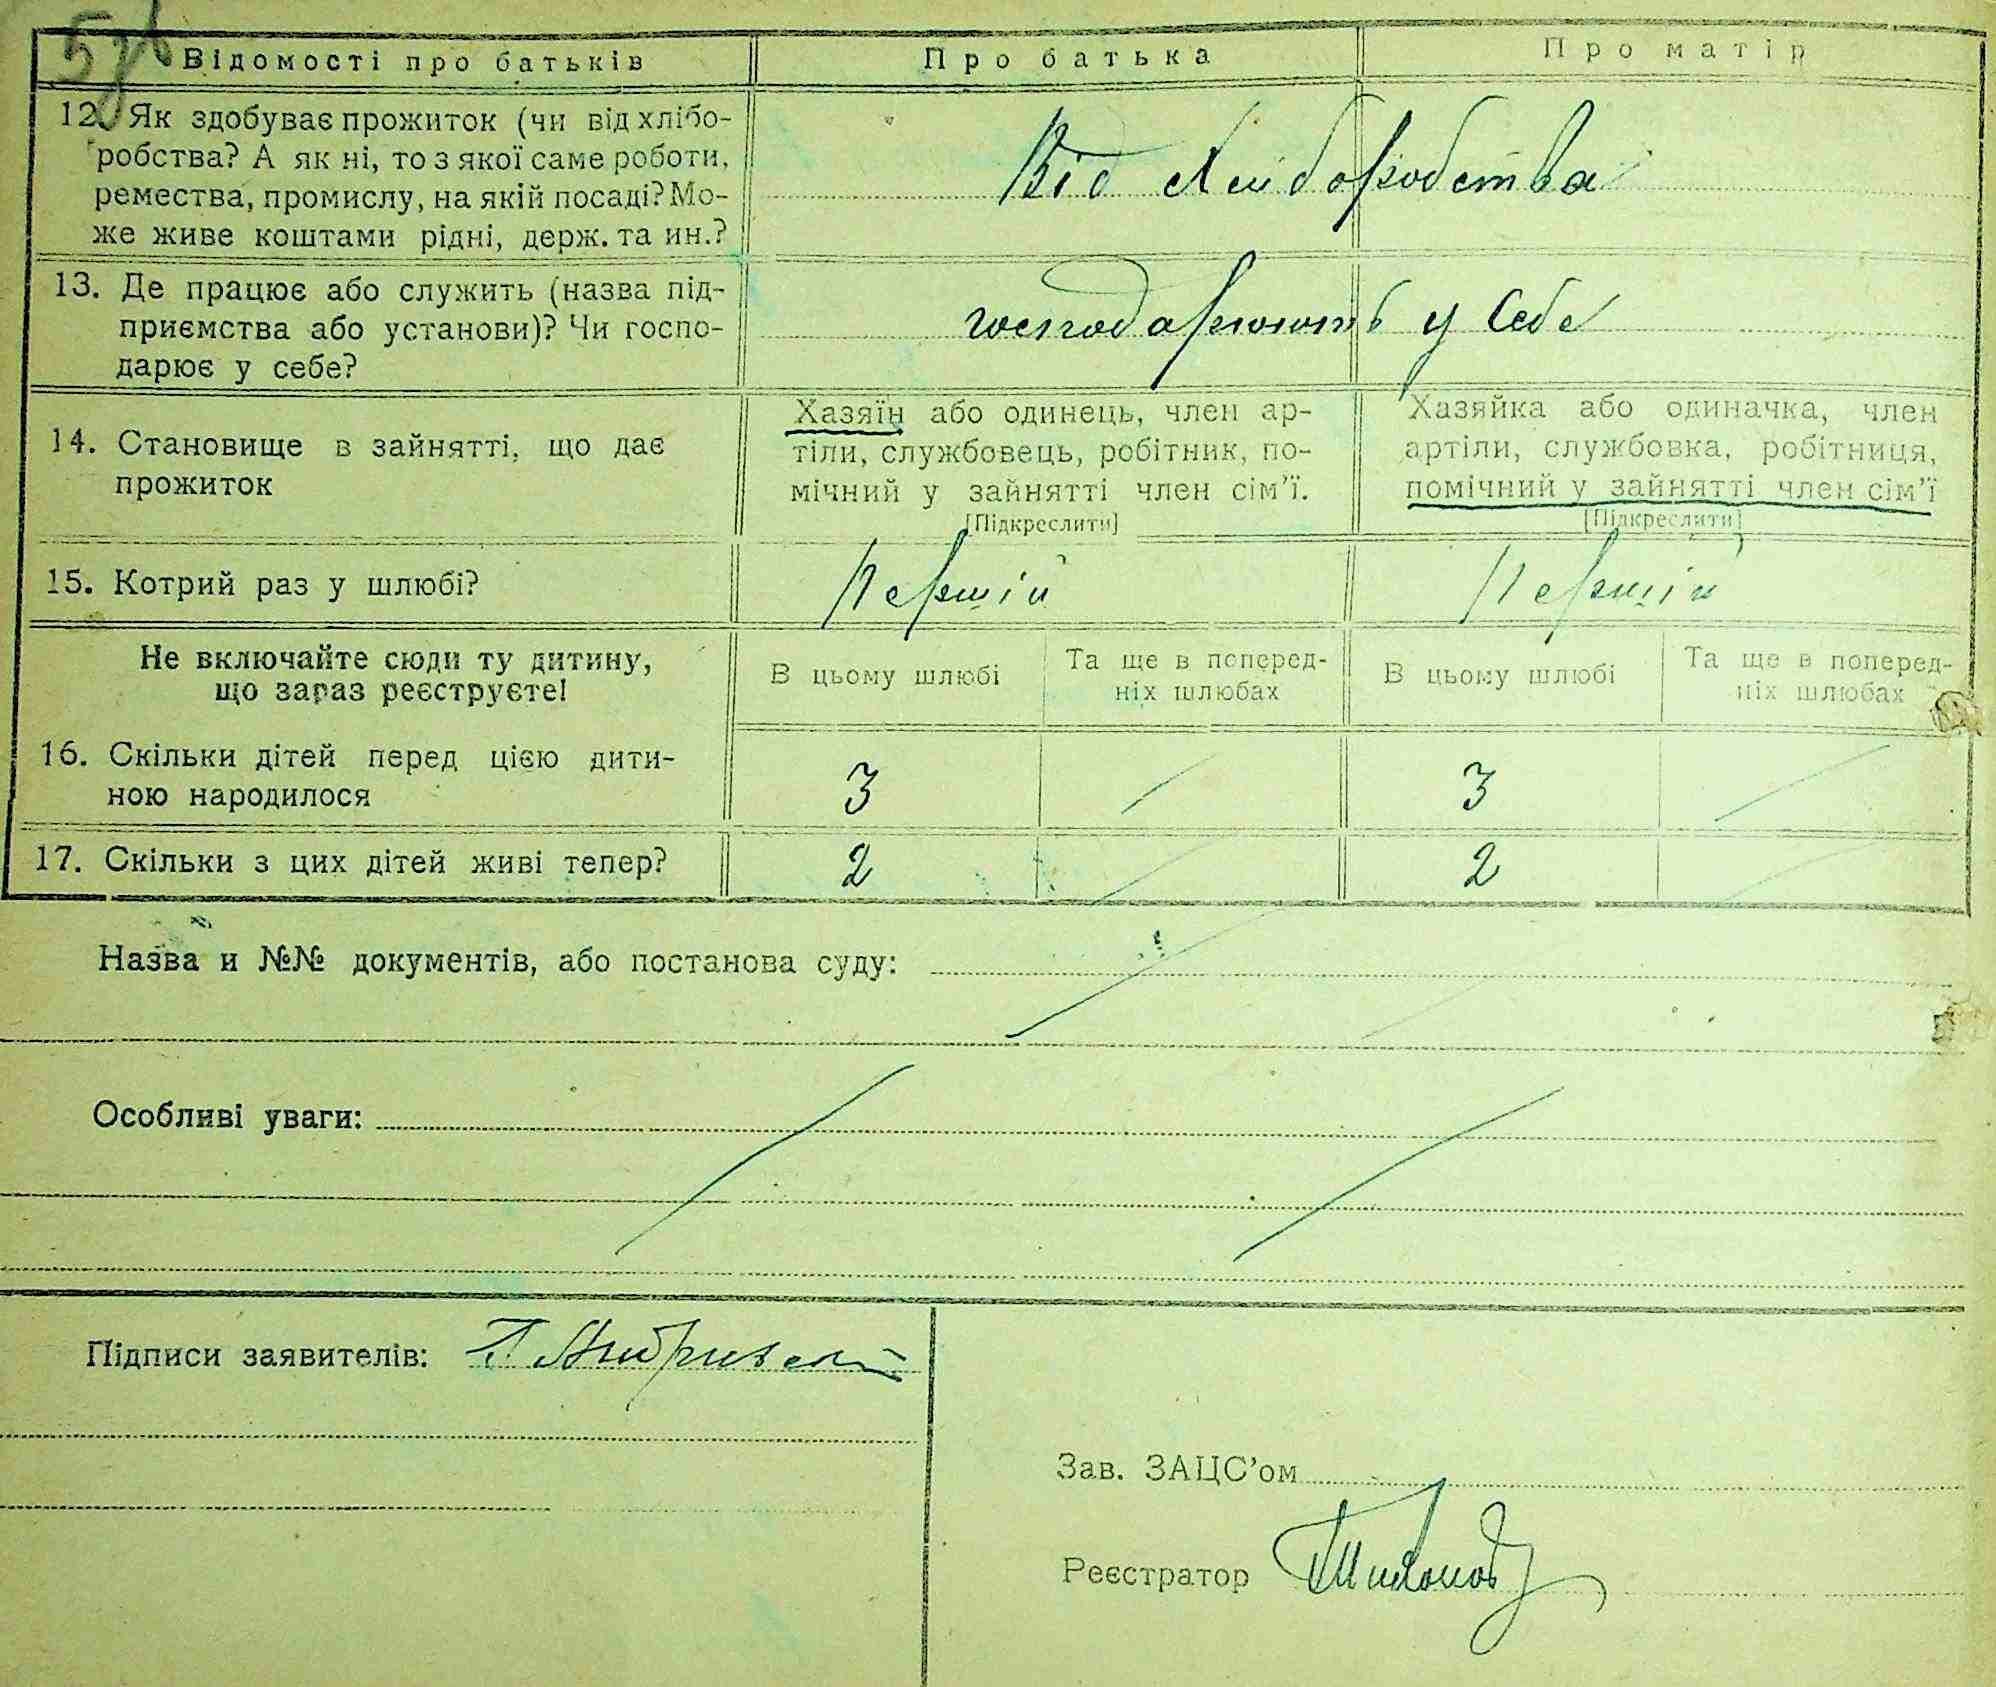 5зв
Відомості про батьків
Про батька
Про матір
12. Як здобуває прожиток (чи від хлібо-
робства? А як ні, то з якої саме роботи,
ремества, промислу, на якій посаді? Мо-
же живе коштами рідні, держ. та ин.?
Від Хліборобства
13. Де працює або служить (назва під-
приємства або установи)? Чи госпо-
дарює у себе?
господарюють у Себе
14. Становище в зайнятті, що дає
прожиток
Хазяїн або одинець, член ар-
тіли, службовець, робітник, по-
мічний у зайнятті член сім'ї.
[Підкреслити]
Хазяйка або одиначка, член
артіли, службовка, робітниця,
помічний у зайнятті член сім'ї
[Підкреслити]
15. Котрий раз у шлюбі?
Первшій
Первшій
Не включайте сюди ту дитину,
що зараз реєструєте!
В цьому шлюбі
Та ще в поперед-
ніх шлюбах
В цьому шлюбі
Та ще в поперед-
ніх шлюбах
16. Скільки дітей перед цією дити-
ною народилося
3
3
17. Скільки з цих дітей живі тепер?
2
2
Назва и №№ документів, або постанова суду:
Особливі уваги:
Підписи заявителів:
Зав. ЗАЦС'ом
Реєстратор